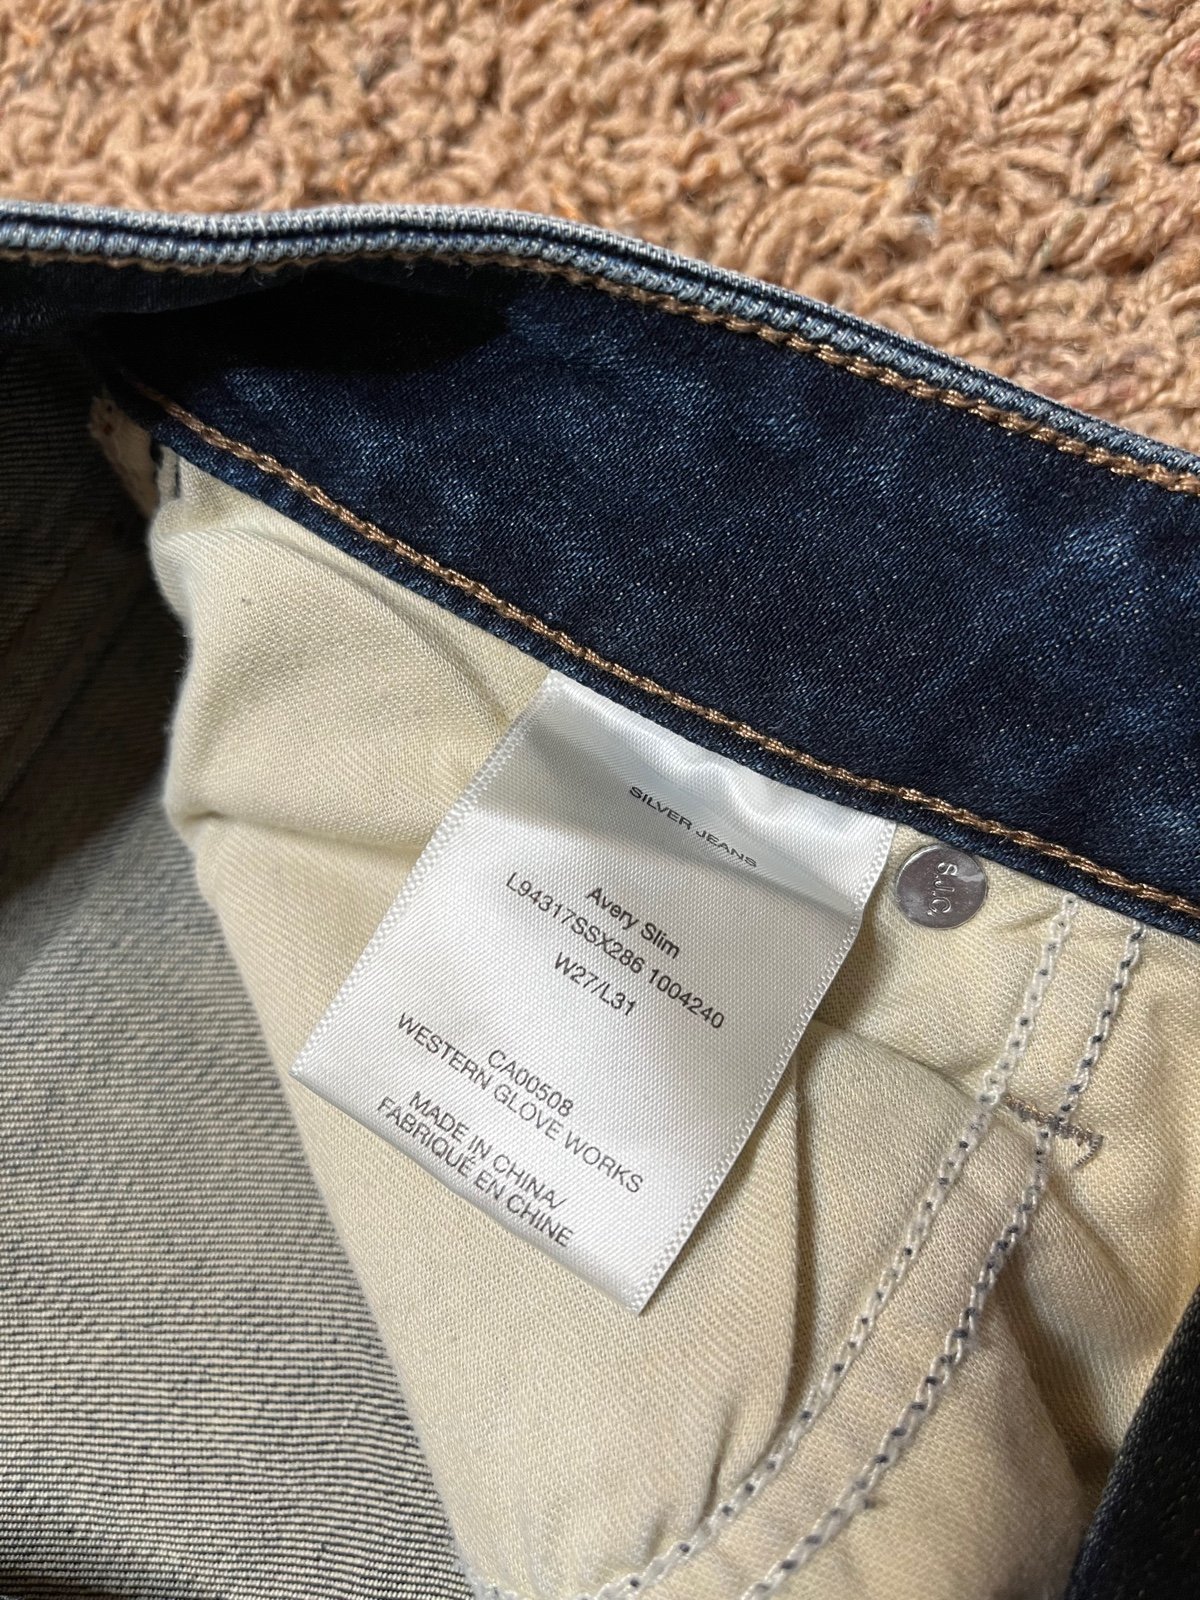 SILVER JEANS
Avery Slim
L94317SSX286 1004240
W27/L31
CA00508
WESTERN GLOVE WORKS
MADE IN CHINA/
FABRIQUÉ EN CHINE
S.J.C.